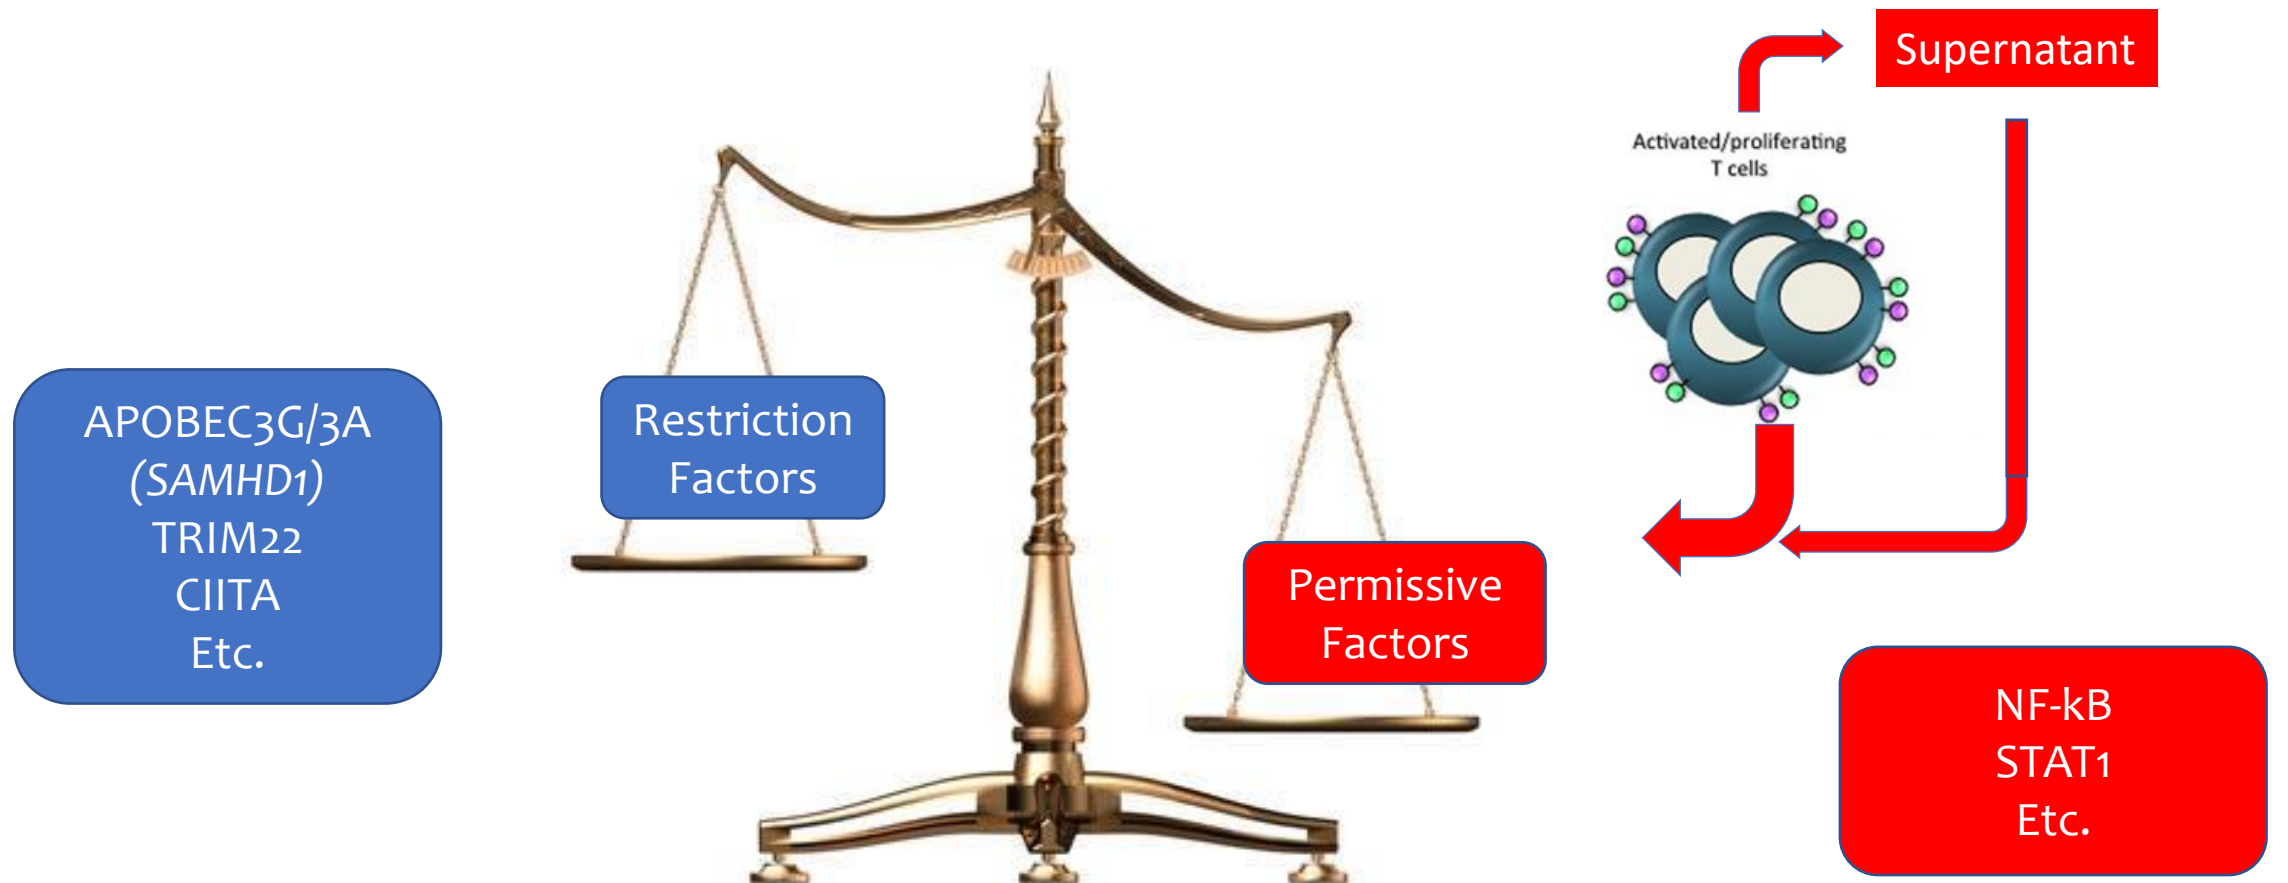 Supernatant
Activated/proliferating
T cells
APOBEC3G/3A
(SAMHD1)
TRIM22
CIITA
Etc.
Restriction
Factors
Permissive
Factors
NF-kB
STAT1
Etc.